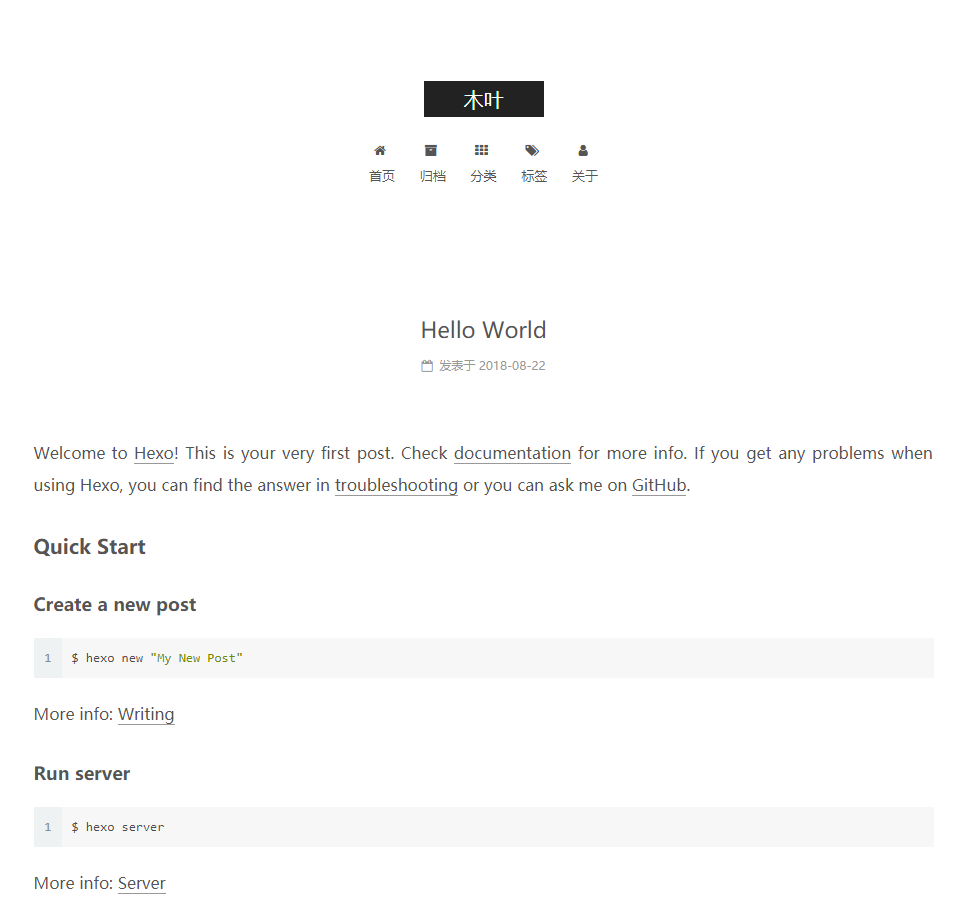 木叶
首页 归档 分类 标签 关于
Hello World
发表于 2018-08-22
Welcome to Hexo! This is your very first post. Check documentation for more info. If you get any problems when
using Hexo, you can find the answer in troubleshooting or you can ask me on GitHub.
Quick Start
Create a new post
1 $ hexo new "My New Post"
More info: Writing
Run server
1 $ hexo server
More info: Server